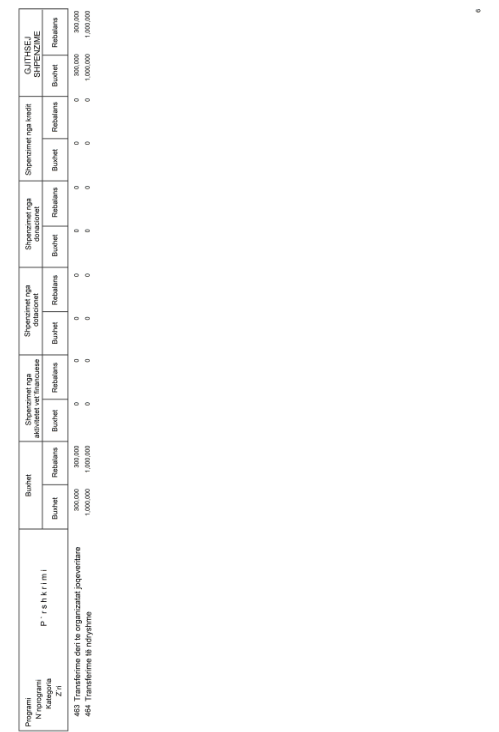 Programi
N`nprogrami
Kategoria
Z`ri
P ` r s h k r i m i
Buxhet
Shpenzimet nga aktivitetet vet financuese
Shpenzimet nga dotacionet
Shpenzimet nga donacionet
Shpenzimet nga kredit
GJITHSEJ SHPENZIME
Buxhet Rebalans Buxhet Rebalans Buxhet Rebalans Buxhet Rebalans Buxhet Rebalans Buxhet Rebalans
463 Transferime deri te organizatat joqeveritare 300,000 300,000 0 0 0 0 0 0 0 0 300,000 300,000
464 Transferime të ndryshme 1,000,000 1,000,000 0 0 0 0 0 0 0 0 1,000,000 1,000,000
6